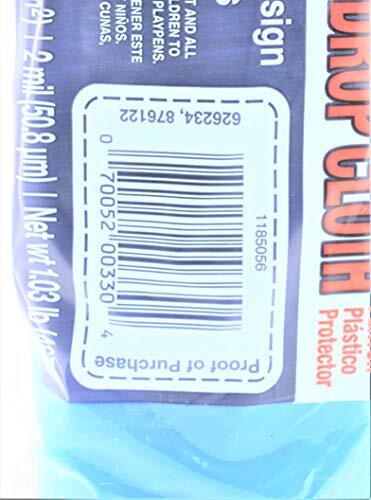 DROP CLOTH
Plástico
Protector
sign
T AND ALL
LDREN TO
PLAYPENS.
ENER ESTE
NIÑOS.
CUNAS.
626234, 876122
1185056
0 70052 00330 4
Proof of Purchase
2 mil (50.8 µm) | Net wt 1.03 lb